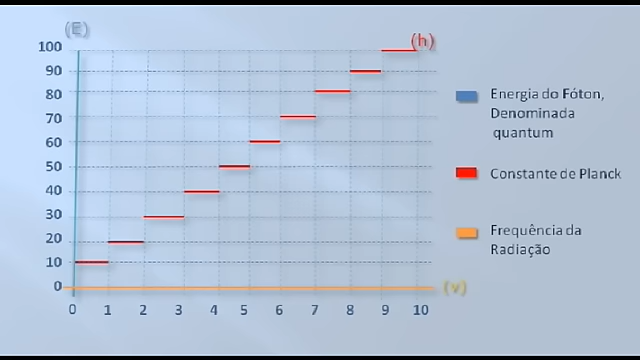 (E)
(h)
100
90
80
70
60
50
40
30
20
10
0
0 1 2 3 4 5 6 7 8 9 10
(v)
Energia do Fóton,
Denominada
quantum
Constante de Planck
Frequência da
Radiação